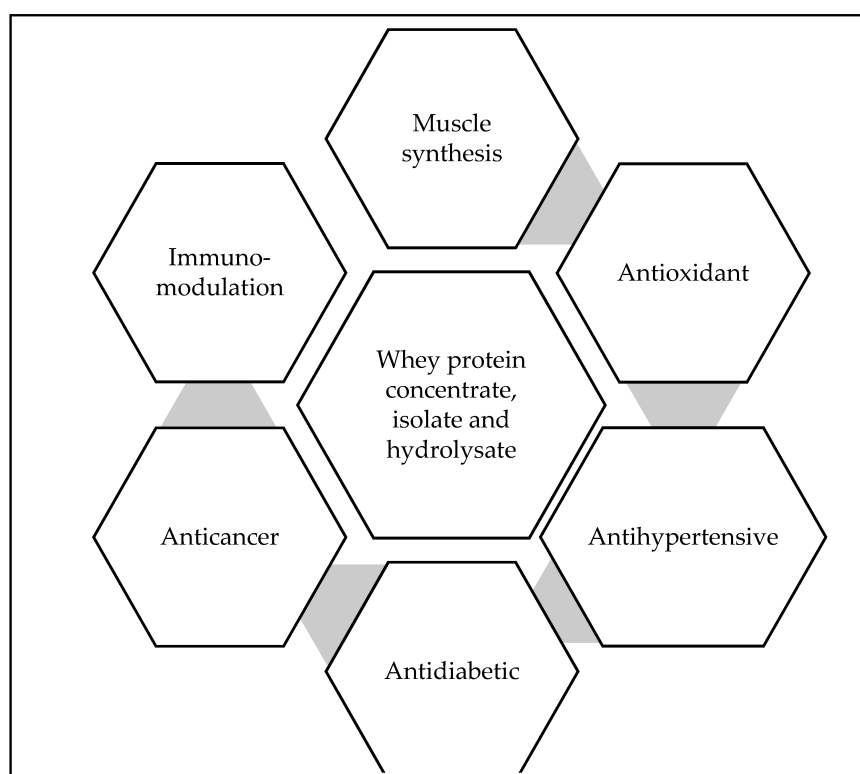 Muscle
synthesis
Immuno-
modulation
Antioxidant
Whey protein
concentrate,
isolate and
hydrolysate
Anticancer
Antihypertensive
Antidiabetic